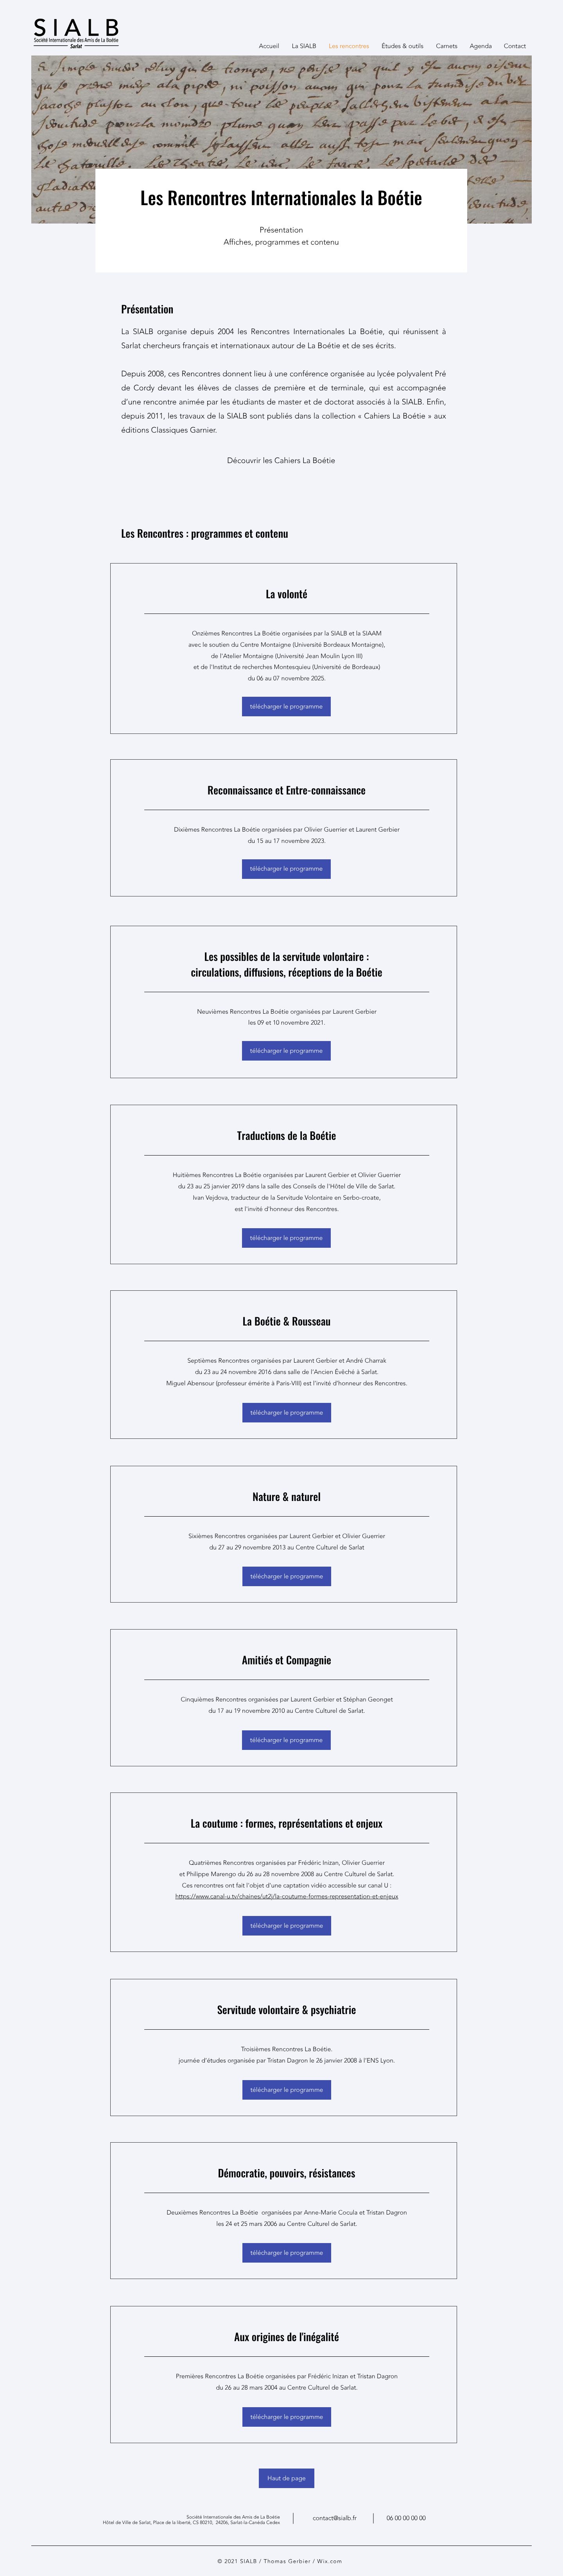 SIALB
Société Internationale des Amis de La Boétie
Sarlat
Accueil
La SIALB
Les rencontres
Études & outils
Carnets
Agenda
Contact
Les Rencontres Internationales la Boétie
Présentation
Affiches, programmes et contenu
Présentation
La SIALB organise depuis 2004 les Rencontres Internationales La Boétie, qui réunissent à
Sarlat chercheurs français et internationaux autour de La Boétie et de ses écrits.
Depuis 2008, ces Rencontres donnent lieu à une conférence organisée au lycée polyvalent Pré
de Cordy devant les élèves de classes de première et de terminale, qui est accompagnée
d'une rencontre animée par les étudiants de master et de doctorat associés à la SIALB. Enfin,
depuis 2011, les travaux de la SIALB sont publiés dans la collection « Cahiers La Boétie » aux
éditions Classiques Garnier.
Découvrir les Cahiers La Boétie
Les Rencontres : programmes et contenu
La volonté
Onzièmes Rencontres La Boétie organisées par la SIALB et la SIAAM
avec le soutien du Centre Montaigne (Université Bordeaux Montaigne),
de l'Atelier Montaigne (Université Jean Moulin Lyon III)
et de l'Institut de recherches Montesquieu (Université de Bordeaux)
du 06 au 07 novembre 2025.
télécharger le programme
Reconnaissance et Entre-connaissance
Dixièmes Rencontres La Boétie organisées par Olivier Guerrier et Laurent Gerbier
du 15 au 17 novembre 2023.
télécharger le programme
Les possibles de la servitude volontaire :
circulations, diffusions, réceptions de la Boétie
Neuvièmes Rencontres La Boétie organisées par Laurent Gerbier
les 09 et 10 novembre 2021.
télécharger le programme
Traductions de la Boétie
Huitièmes Rencontres La Boétie organisées par Laurent Gerbier et Olivier Guerrier
du 23 au 25 janvier 2019 dans la salle des Conseils de l'Hôtel de Ville de Sarlat.
Ivan Vejdova, traducteur de la Servitude Volontaire en Serbo-croate,
est l'invité d'honneur des Rencontres.
télécharger le programme
La Boétie & Rousseau
Septièmes Rencontres organisées par Laurent Gerbier et André Charrak
du 23 au 24 novembre 2016 dans salle de l'Ancien Évêché à Sarlat.
Miguel Abensour (professeur émérite à Paris-VIII) est l'invité d'honneur des Rencontres.
télécharger le programme
Nature & naturel
Sixièmes Rencontres organisées par Laurent Gerbier et Olivier Guerrier
du 27 au 29 novembre 2013 au Centre Culturel de Sarlat
télécharger le programme
Amitiés et Compagnie
Cinquièmes Rencontres organisées par Laurent Gerbier et Stéphan Geonget
du 17 au 19 novembre 2010 au Centre Culturel de Sarlat.
télécharger le programme
La coutume : formes, représentations et enjeux
Quatrièmes Rencontres organisées par Frédéric Inizan, Olivier Guerrier
et Philippe Marengo du 26 au 28 novembre 2008 au Centre Culturel de Sarlat.
Ces rencontres ont fait l'objet d'une captation vidéo accessible sur canal U :
https://www.canal-u.tv/chaines/ut2j/la-coutume-formes-representation-et-enjeux
télécharger le programme
Servitude volontaire & psychiatrie
Troisièmes Rencontres La Boétie.
journée d'études organisée par Tristan Dagron le 26 janvier 2008 à l'ENS Lyon.
télécharger le programme
Démocratie, pouvoirs, résistances
Deuxièmes Rencontres La Boétie organisées par Anne-Marie Cocula et Tristan Dagron
les 24 et 25 mars 2006 au Centre Culturel de Sarlat.
télécharger le programme
Aux origines de l'inégalité
Premières Rencontres La Boétie organisées par Frédéric Inizan et Tristan Dagron
du 26 au 28 mars 2004 au Centre Culturel de Sarlat.
télécharger le programme
Haut de page
Société Internationale des Amis de La Boétie
Hôtel de Ville de Sarlat, Place de la liberté, CS 80210, 24206, Sarlat-la-Canéda Cedex
contact@sialb.fr
06 00 00 00 00
© 2021 SIALB / Thomas Gerbier / Wix.com